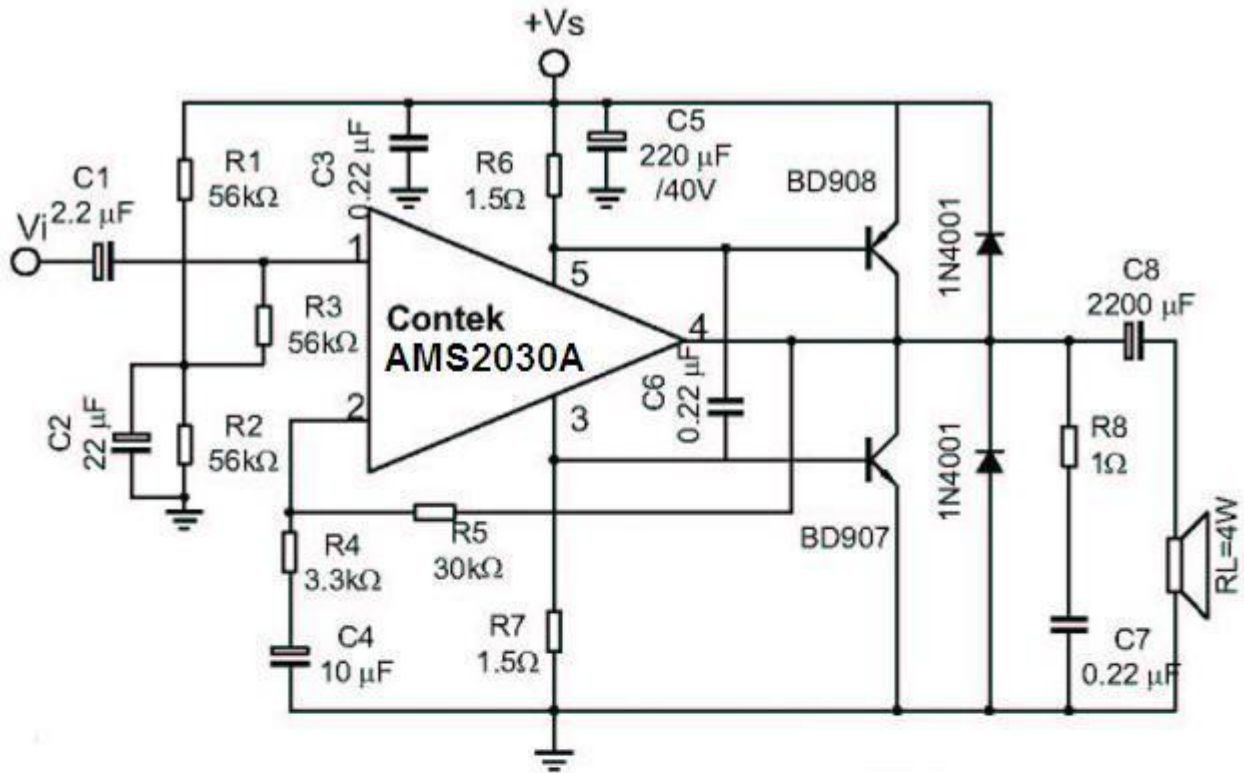 +Vs
C1
2.2 μF
Vi
R1
56kΩ
C3
0.22 μF
R6
1.5Ω
C5
220 μF
/40V
BD908
1N4001
C8
2200 μF
1
5
R3
56kΩ
Contek
AMS2030A
4
2
3
C6
0.22 μF
C2
22 μF
R2
56kΩ
R8
1Ω
1N4001
BD907
R5
30kΩ
R4
3.3kΩ
RL=4W
C4
10 μF
R7
1.5Ω
C7
0.22 μF